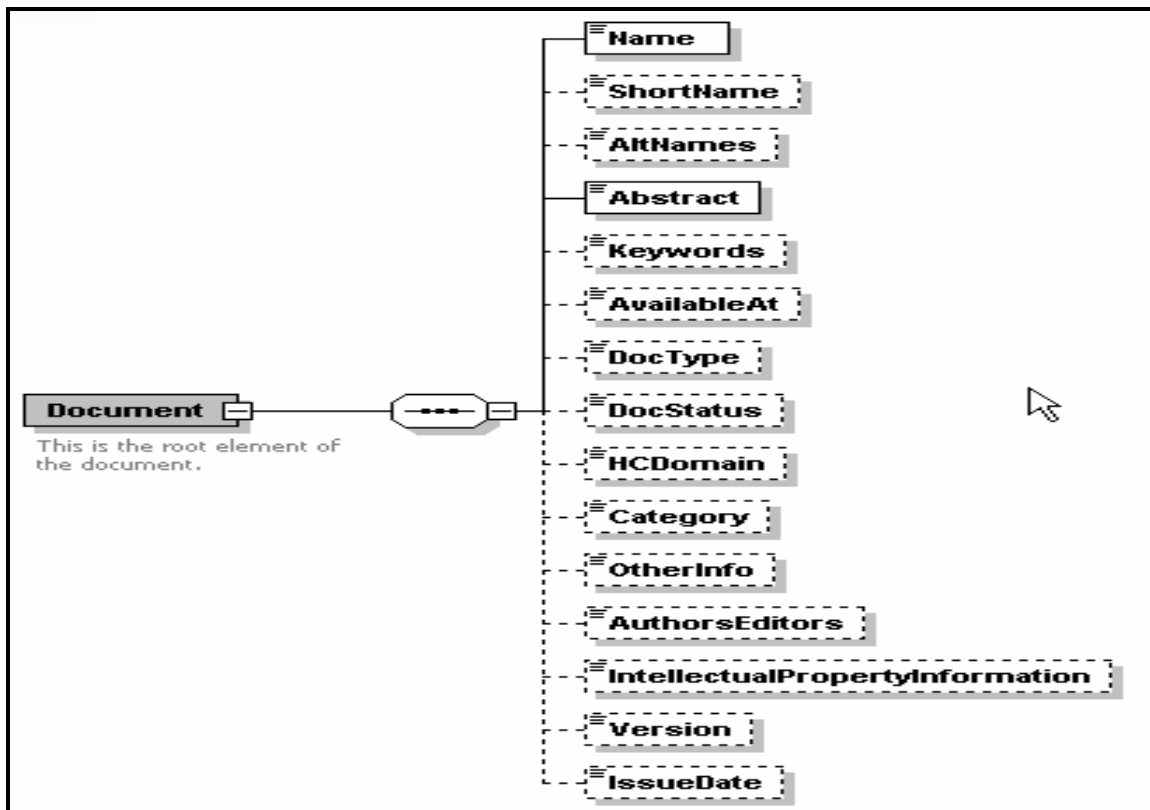 Name
ShortName
AltNames
Abstract
Keywords
AvailableAt
DocType
Document
DocStatus
This is the root element of
the document.
HCDomain
Category
OtherInfo
AuthorsEditors
IntellectualPropertyInformation
Version
IssueDate